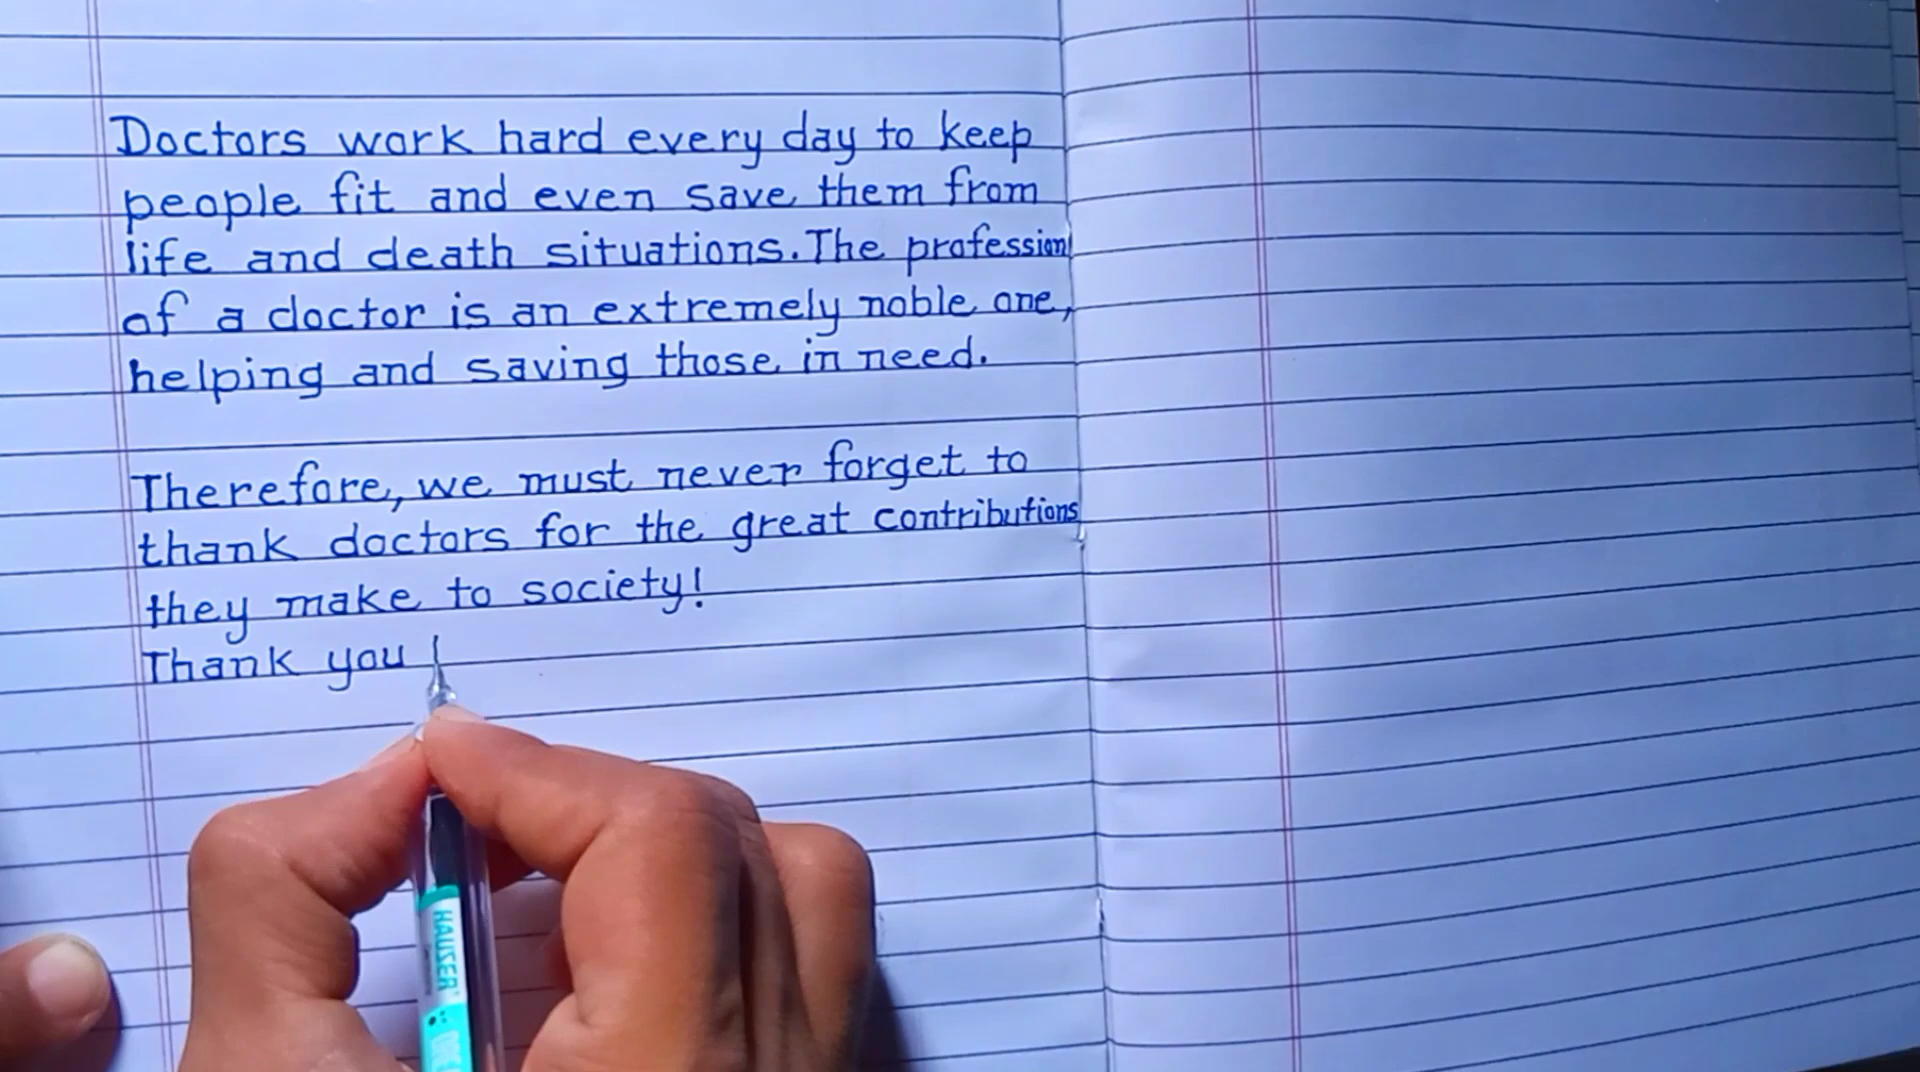 Doctors work hard every day to keep
people fit and even save them from
life and death situations. The profession
of a doctor is an extremely noble one,
helping and saving those in need.
Therefore, we must never forget to
thank doctors for the great contributions
they make to society!
Thank you !
HAUSER